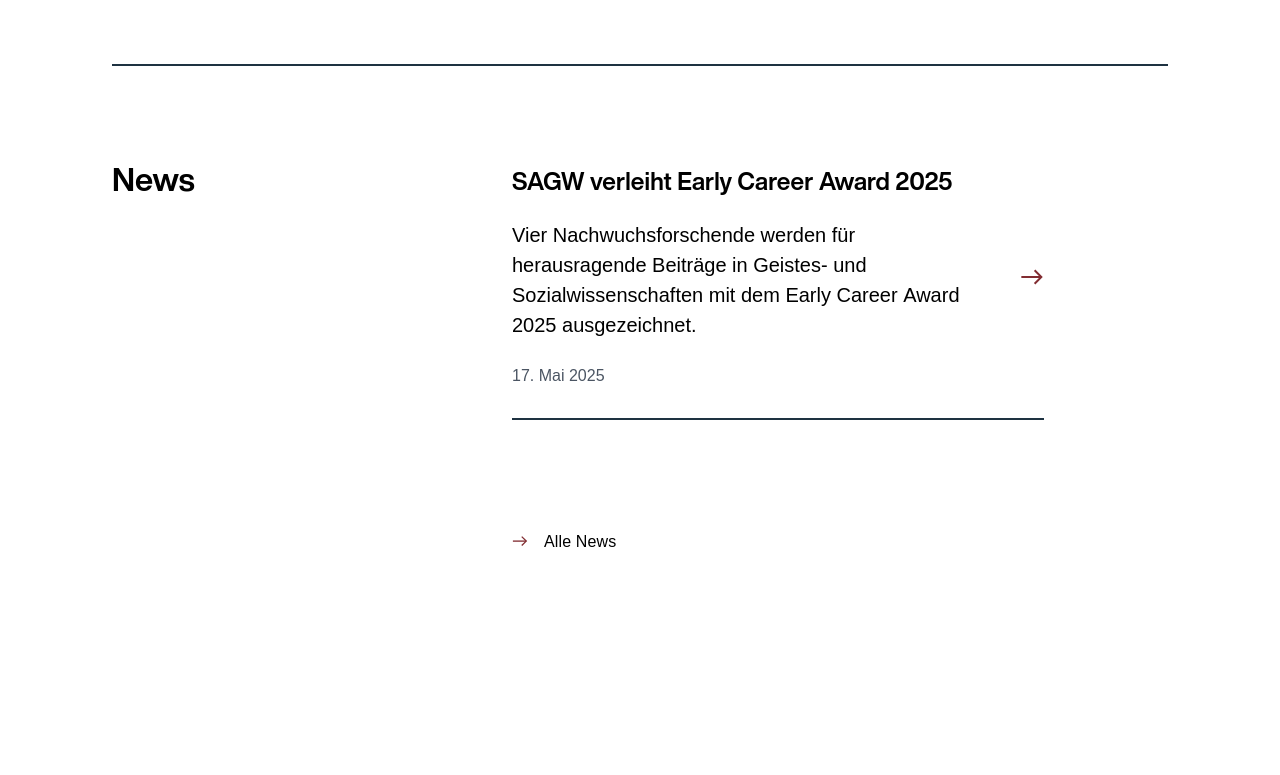 News
SAGW verleiht Early Career Award 2025
Vier Nachwuchsforschende werden für
herausragende Beiträge in Geistes- und
Sozialwissenschaften mit dem Early Career Award
2025 ausgezeichnet.
17. Mai 2025
Alle News